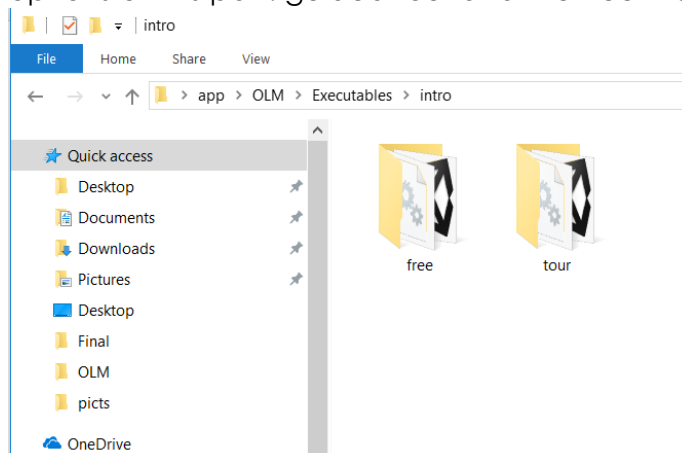 intro
File Home Share View
app > OLM > Executables > intro
Quick access
Desktop
Documents
Downloads
Pictures
Desktop
Final
OLM
picts
OneDrive
free tour